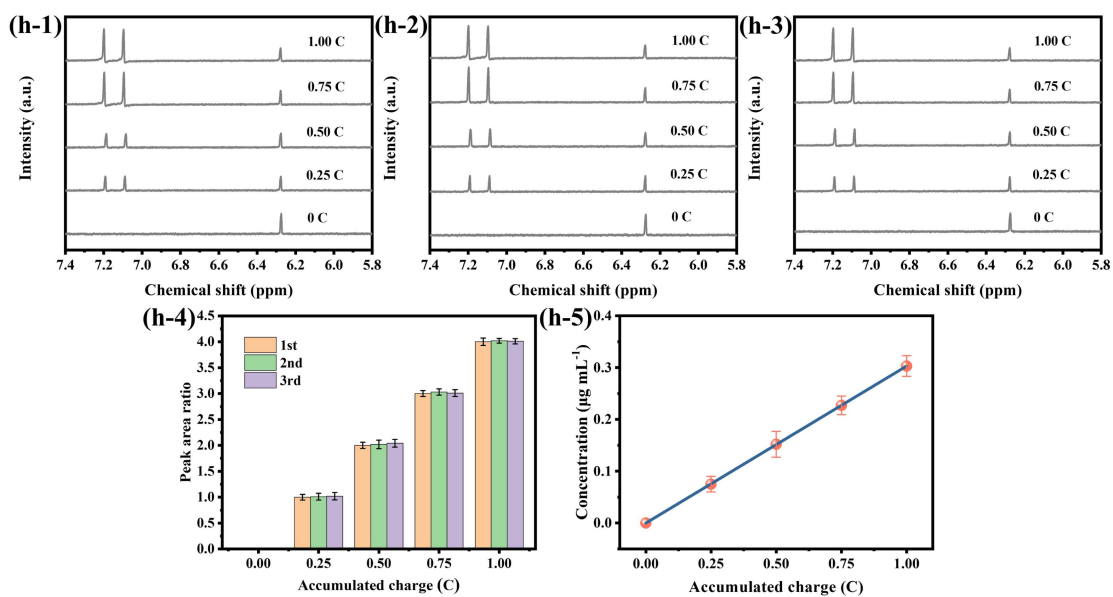 (h-1)
1.00 C
0.75 C
0.50 C
0.25 C
0 C
Intensity (a.u.)
7.4 7.2 7.0 6.8 6.6 6.4 6.2 6.0 5.8
Chemical shift (ppm)
(h-2)
1.00 C
0.75 C
0.50 C
0.25 C
0 C
Intensity (a.u.)
7.4 7.2 7.0 6.8 6.6 6.4 6.2 6.0 5.8
Chemical shift (ppm)
(h-3)
1.00 C
0.75 C
0.50 C
0.25 C
0 C
Intensity (a.u.)
7.4 7.2 7.0 6.8 6.6 6.4 6.2 6.0 5.8
Chemical shift (ppm)
(h-4)
4.5
4.0
3.5
3.0
2.5
2.0
1.5
1.0
0.5
0.0
Peak area ratio
1st
2nd
3rd
0.00 0.25 0.50 0.75 1.00
Accumulated charge (C)
(h-5)
0.4
0.3
0.2
0.1
0.0
Concentration (μg mL⁻¹)
0.00 0.25 0.50 0.75 1.00
Accumulated charge (C)